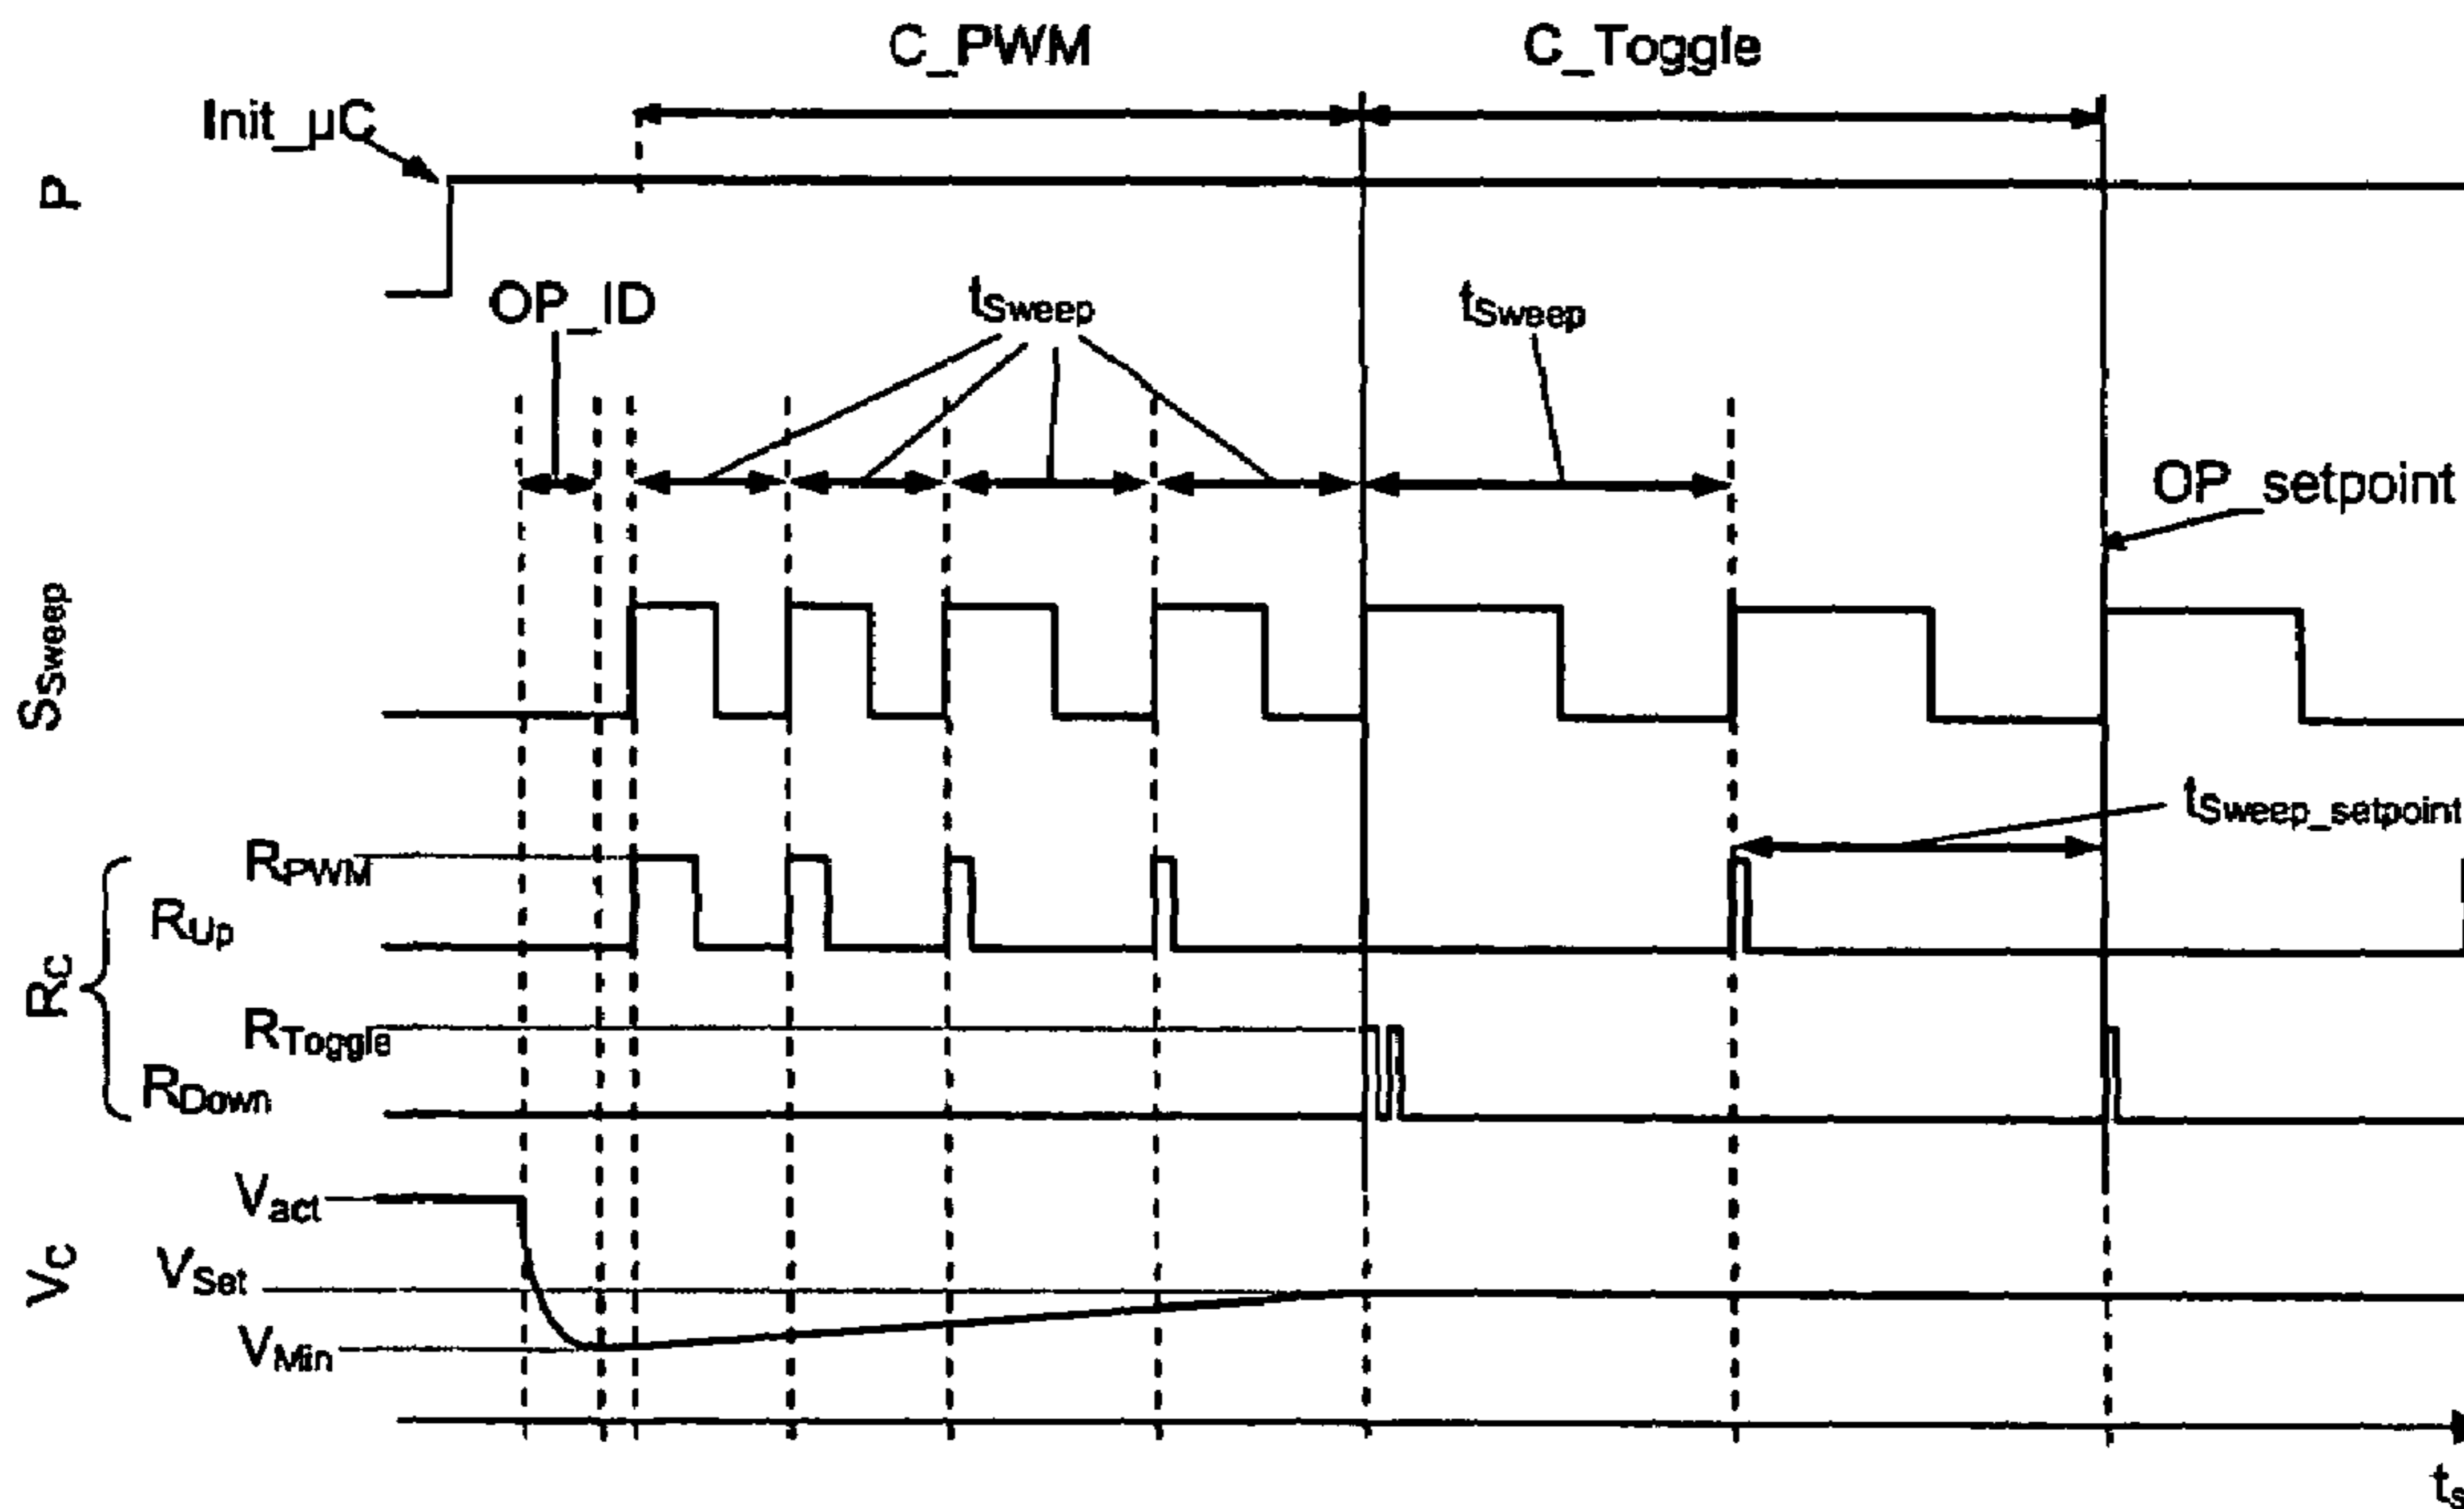 C_PWM
C_Toggle
Init_µC
P
OP_ID
tSweep
tSweep
OP_setpoint
SSweep
tSweep_setpoint
RPWM
RUp
RC
RToggle
RDown
Vact
VSet
VC
VMin